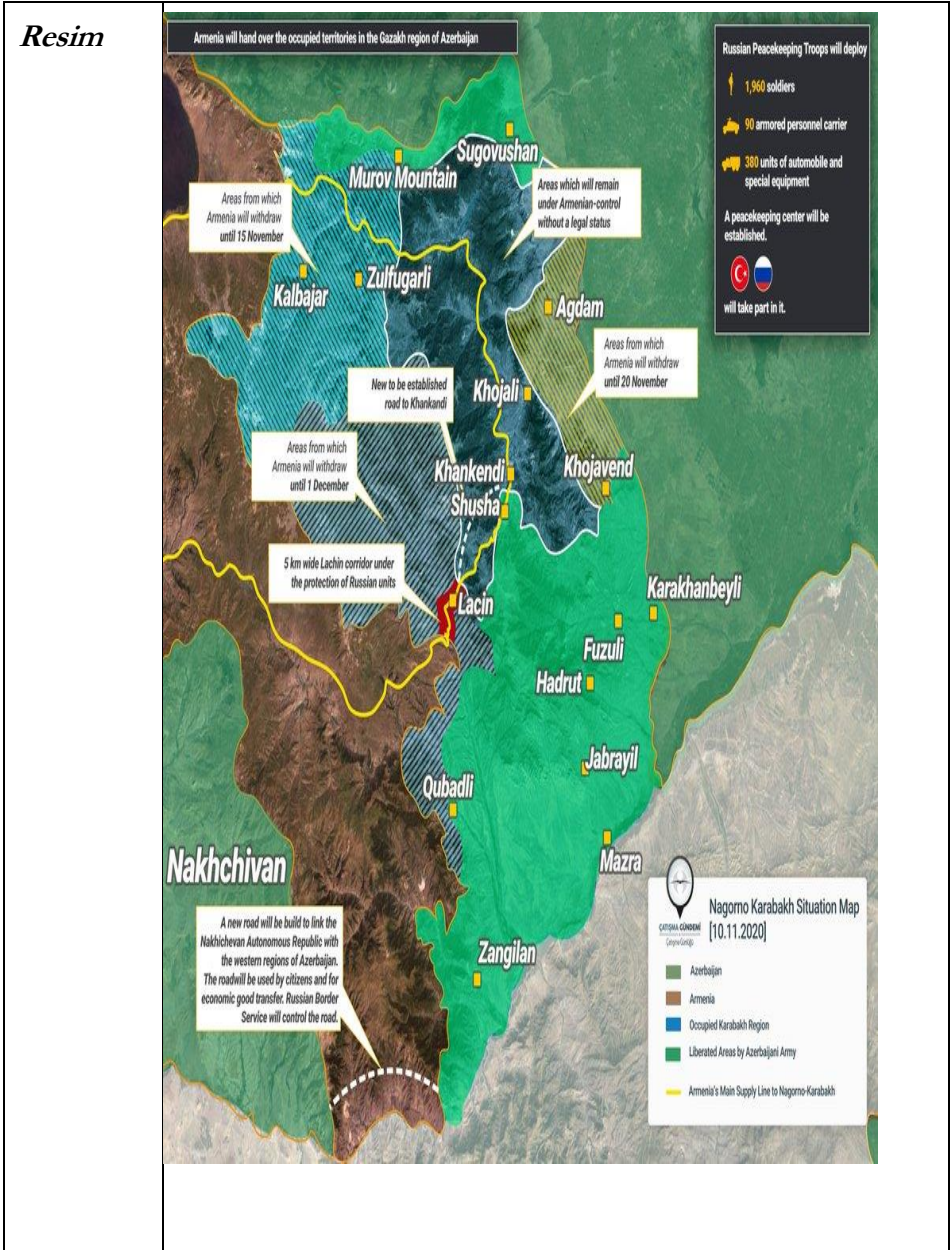 Resim
Armenia will hand over the occupied territories in the Gazakh region of Azerbaijan
Russian Peacekeeping Troops will deploy
1,960 soldiers
90 armored personnel carrier
380 units of automobile and
special equipment
A peacekeeping center will be
established.
will take part in it.
Sugovushan
Murov Mountain
Areas which will remain
under Armenian-control
without a legal status
Areas from which
Armenia will withdraw
until 15 November
Kalbajar
Zulfugarli
Agdam
Areas from which
Armenia will withdraw
until 20 November
New to be established
road to Khankandi
Khojali
Areas from which
Armenia will withdraw
until 1 December
Khankendi
Khojavend
Shusha
5 km wide Lachin corridor under
the protection of Russian units
Lacin
Karakhanbeyli
Fuzuli
Hadrut
Jabrayil
Qubadli
Mazra
Nakhchivan
A new road will be build to link the
Nakhichevan Autonomous Republic with
the western regions of Azerbaijan.
The roadwill be used by citizens and for
economic good transfer. Russian Border
Service will control the road.
Zangilan
ÇATIŞMA GÜNDEMİ
Nagorno Karabakh Situation Map
[10.11.2020]
Azerbaijan
Armenia
Occupied Karabakh Region
Liberated Areas by Azerbaijani Army
Armenia's Main Supply Line to Nagorno-Karabakh